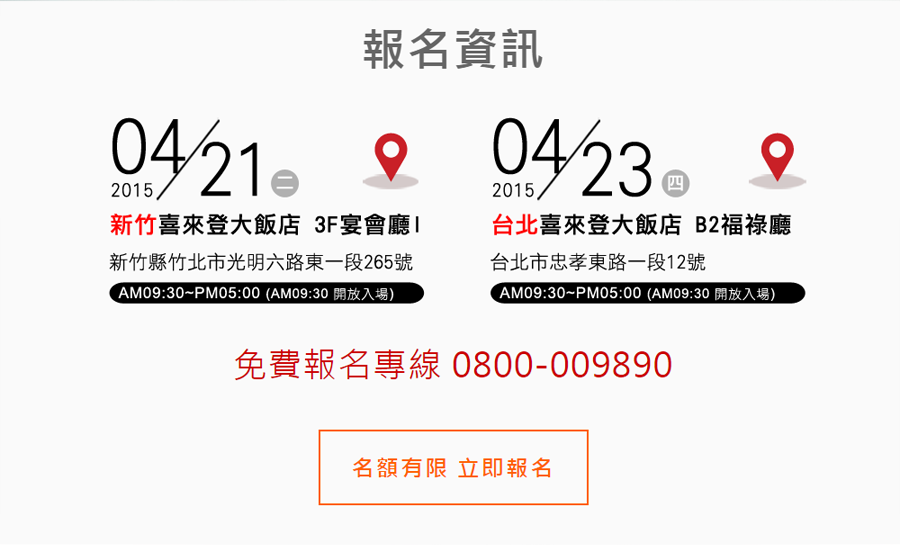 報名資訊
04/21
2015
二
新竹喜來登大飯店 3F宴會廳I
新竹縣竹北市光明六路東一段265號
AM09:30~PM05:00 (AM09:30 開放入場)
04/23
2015
四
台北喜來登大飯店 B2福祿廳
台北市忠孝東路一段12號
AM09:30~PM05:00 (AM09:30 開放入場)
免費報名專線 0800-009890
名額有限 立即報名